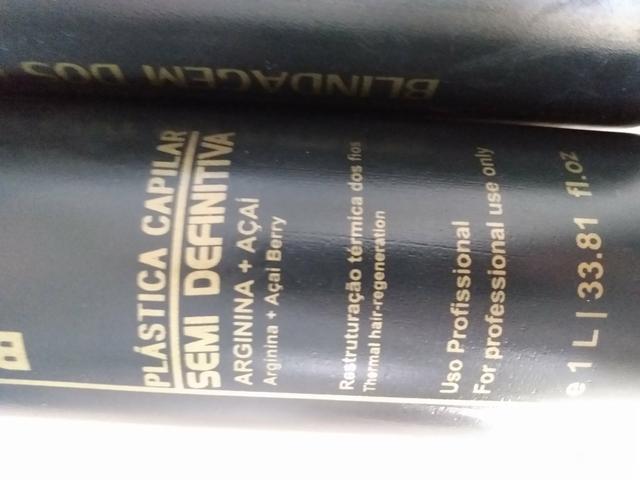 BLINDAGEM DOS
PLÁSTICA CAPILAR
SEMI DEFINITIVA
ARGININA + AÇAÍ
Arginina + Açaí Berry
Restruturação térmica dos fios
Thermal hair-regeneration
Uso Profissional
For professional use only
e 1 L | 33.81 fl.oz